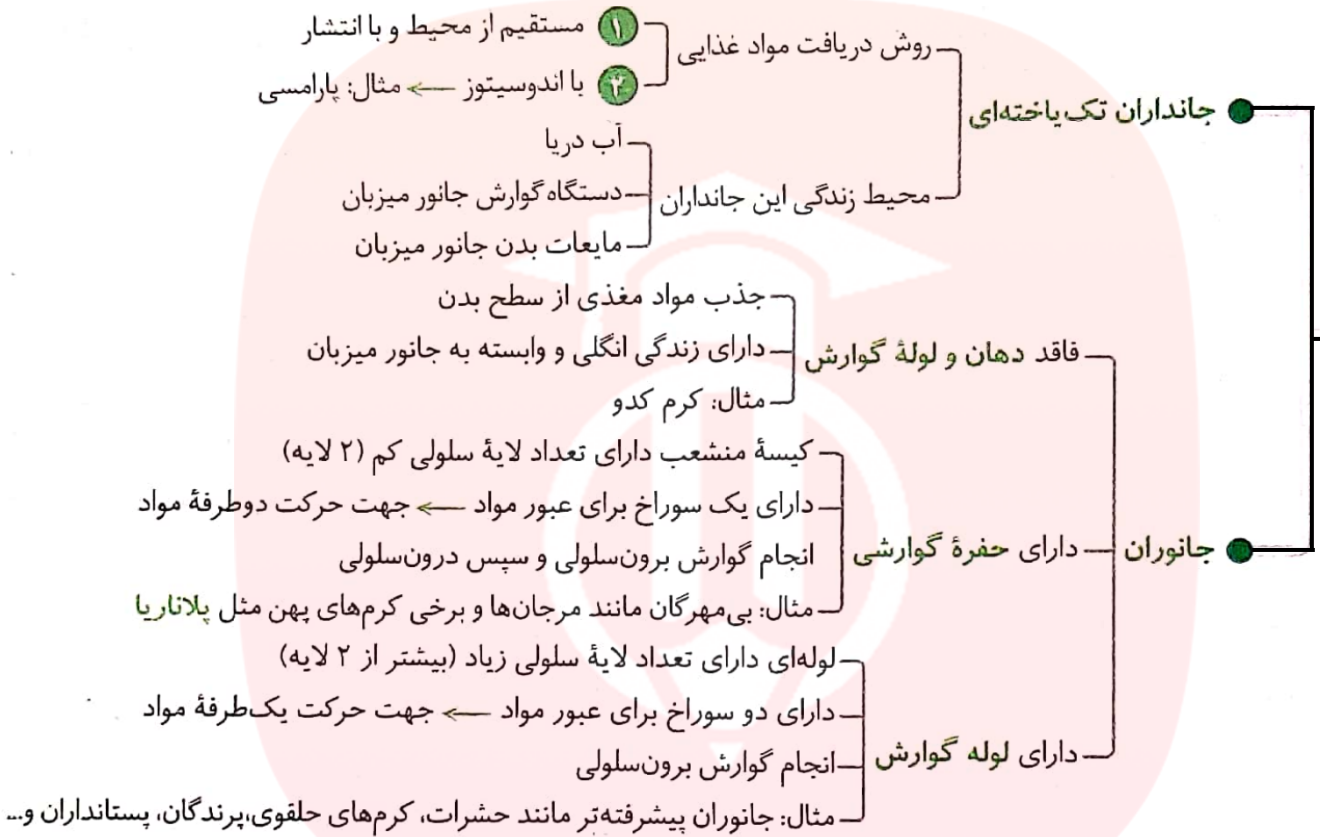 جانداران تک‌یاخته‌ای
روش دریافت مواد غذایی
۱ مستقیم از محیط و با انتشار
۲ با اندوسیتوز ← مثال: پارامسی
محیط زندگی این جانداران
آب دریا
دستگاه گوارش جانور میزبان
مایعات بدن جانور میزبان
جانوران
فاقد دهان و لولهٔ گوارش
جذب مواد مغذی از سطح بدن
دارای زندگی انگلی و وابسته به جانور میزبان
مثال: کرم کدو
دارای حفرهٔ گوارشی
کیسهٔ منشعب دارای تعداد لایهٔ سلولی کم (۲ لایه)
دارای یک سوراخ برای عبور مواد ← جهت حرکت دوطرفهٔ مواد
انجام گوارش برون‌سلولی و سپس درون‌سلولی
مثال: بی‌مهرگان مانند مرجان‌ها و برخی کرم‌های پهن مثل پلاناریا
دارای لوله گوارش
لوله‌ای دارای تعداد لایهٔ سلولی زیاد (بیشتر از ۲ لایه)
دارای دو سوراخ برای عبور مواد ← جهت حرکت یک‌طرفهٔ مواد
انجام گوارش برون‌سلولی
مثال: جانوران پیشرفته‌تر مانند حشرات، کرم‌های حلقوی،پرندگان، پستانداران و...